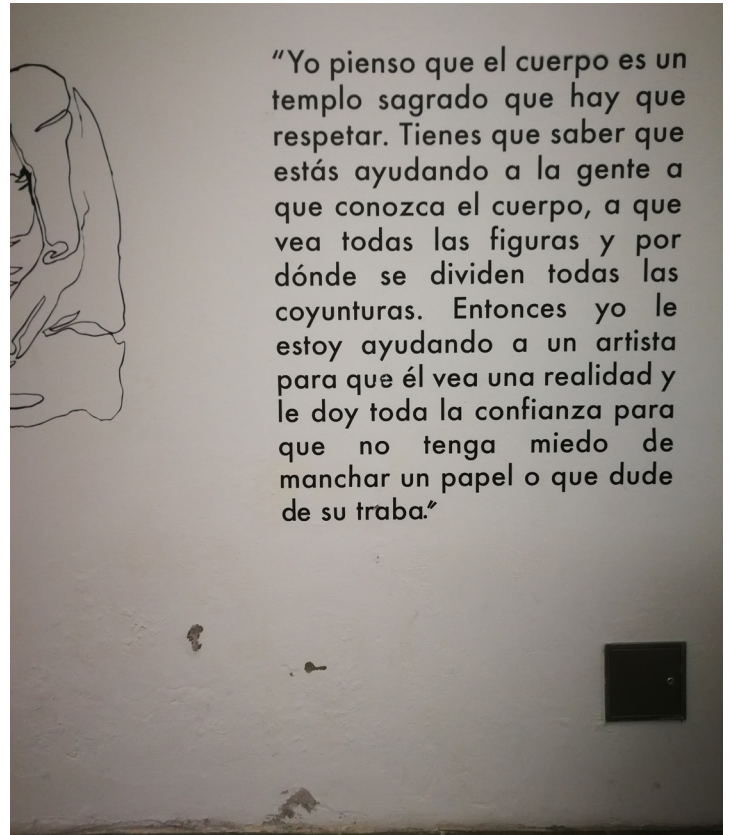 “Yo pienso que el cuerpo es un
templo sagrado que hay que
respetar. Tienes que saber que
estás ayudando a la gente a
que conozca el cuerpo, a que
vea todas las figuras y por
dónde se dividen todas las
coyunturas. Entonces yo le
estoy ayudando a un artista
para que él vea una realidad y
le doy toda la confianza para
que no tenga miedo de
manchar un papel o que dude
de su traba.”